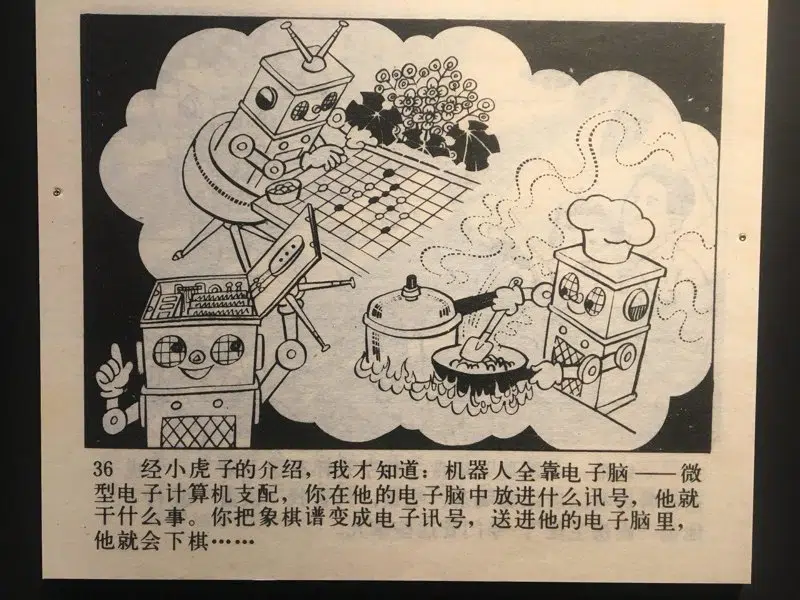 36 经小虎子的介绍，我才知道：机器人全靠电子脑——微
型电子计算机支配，你在他的电子脑中放进什么讯号，他就
干什么事。你把象棋谱变成电子讯号，送进他的电子脑里，
他就会下棋……